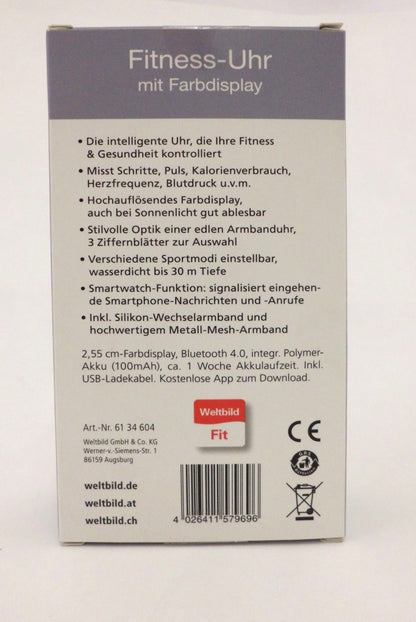 Fitness-Uhr
mit Farbdisplay
• Die intelligente Uhr, die Ihre Fitness
& Gesundheit kontrolliert
• Misst Schritte, Puls, Kalorienverbrauch,
Herzfrequenz, Blutdruck u.v.m.
• Hochauflösendes Farbdisplay,
auch bei Sonnenlicht gut ablesbar
• Stilvolle Optik einer edlen Armbanduhr,
3 Ziffernblätter zur Auswahl
• Verschiedene Sportmodi einstellbar,
wasserdicht bis 30 m Tiefe
• Smartwatch-Funktion: signalisiert eingehen-
de Smartphone-Nachrichten und -Anrufe
• Inkl. Silikon-Wechselarmband und
hochwertigem Metall-Mesh-Armband
2,55 cm-Farbdisplay, Bluetooth 4.0, integr. Polymer-
Akku (100mAh), ca. 1 Woche Akkulaufzeit. Inkl.
USB-Ladekabel. Kostenlose App zum Download.
Art.-Nr. 61 34 604
Weltbild GmbH & Co. KG
Werner-v.-Siemens-Str. 1
86159 Augsburg
Weltbild
Fit
CE
weltbild.de
weltbild.at
weltbild.ch
4 026411 579696